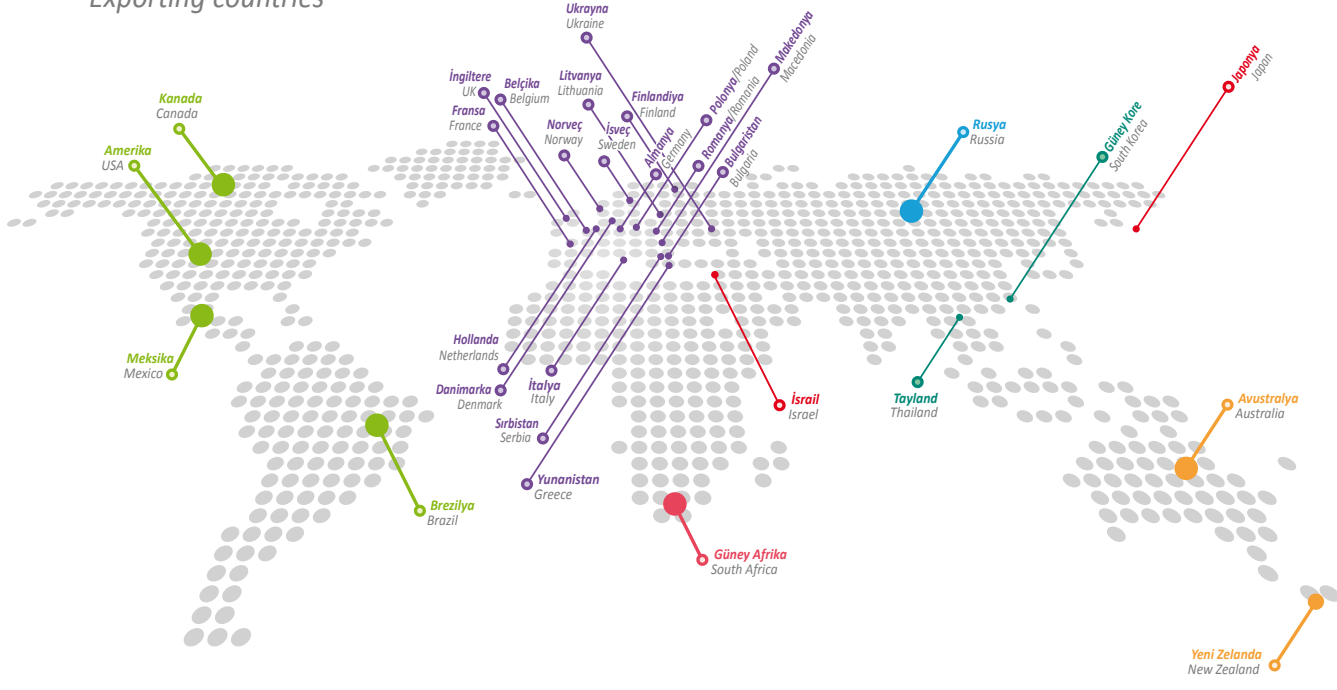 Exporting countries
Ukrayna
Ukraine
Makedonya
Macedonia
Polonya/Poland
Romanya/Romania
Bulgaristan
Bulgaria
Almanya
Germany
Finlandiya
Finland
Litvanya
Lithuania
İsveç
Sweden
Norveç
Norway
İngiltere
UK
Belçika
Belgium
Fransa
France
Kanada
Canada
Amerika
USA
Meksika
Mexico
Brezilya
Brazil
Hollanda
Netherlands
Danimarka
Denmark
İtalya
Italy
Sırbistan
Serbia
Yunanistan
Greece
Güney Afrika
South Africa
İsrail
Israel
Rusya
Russia
Güney Kore
South Korea
Japonya
Japan
Tayland
Thailand
Avustralya
Australia
Yeni Zelanda
New Zealand